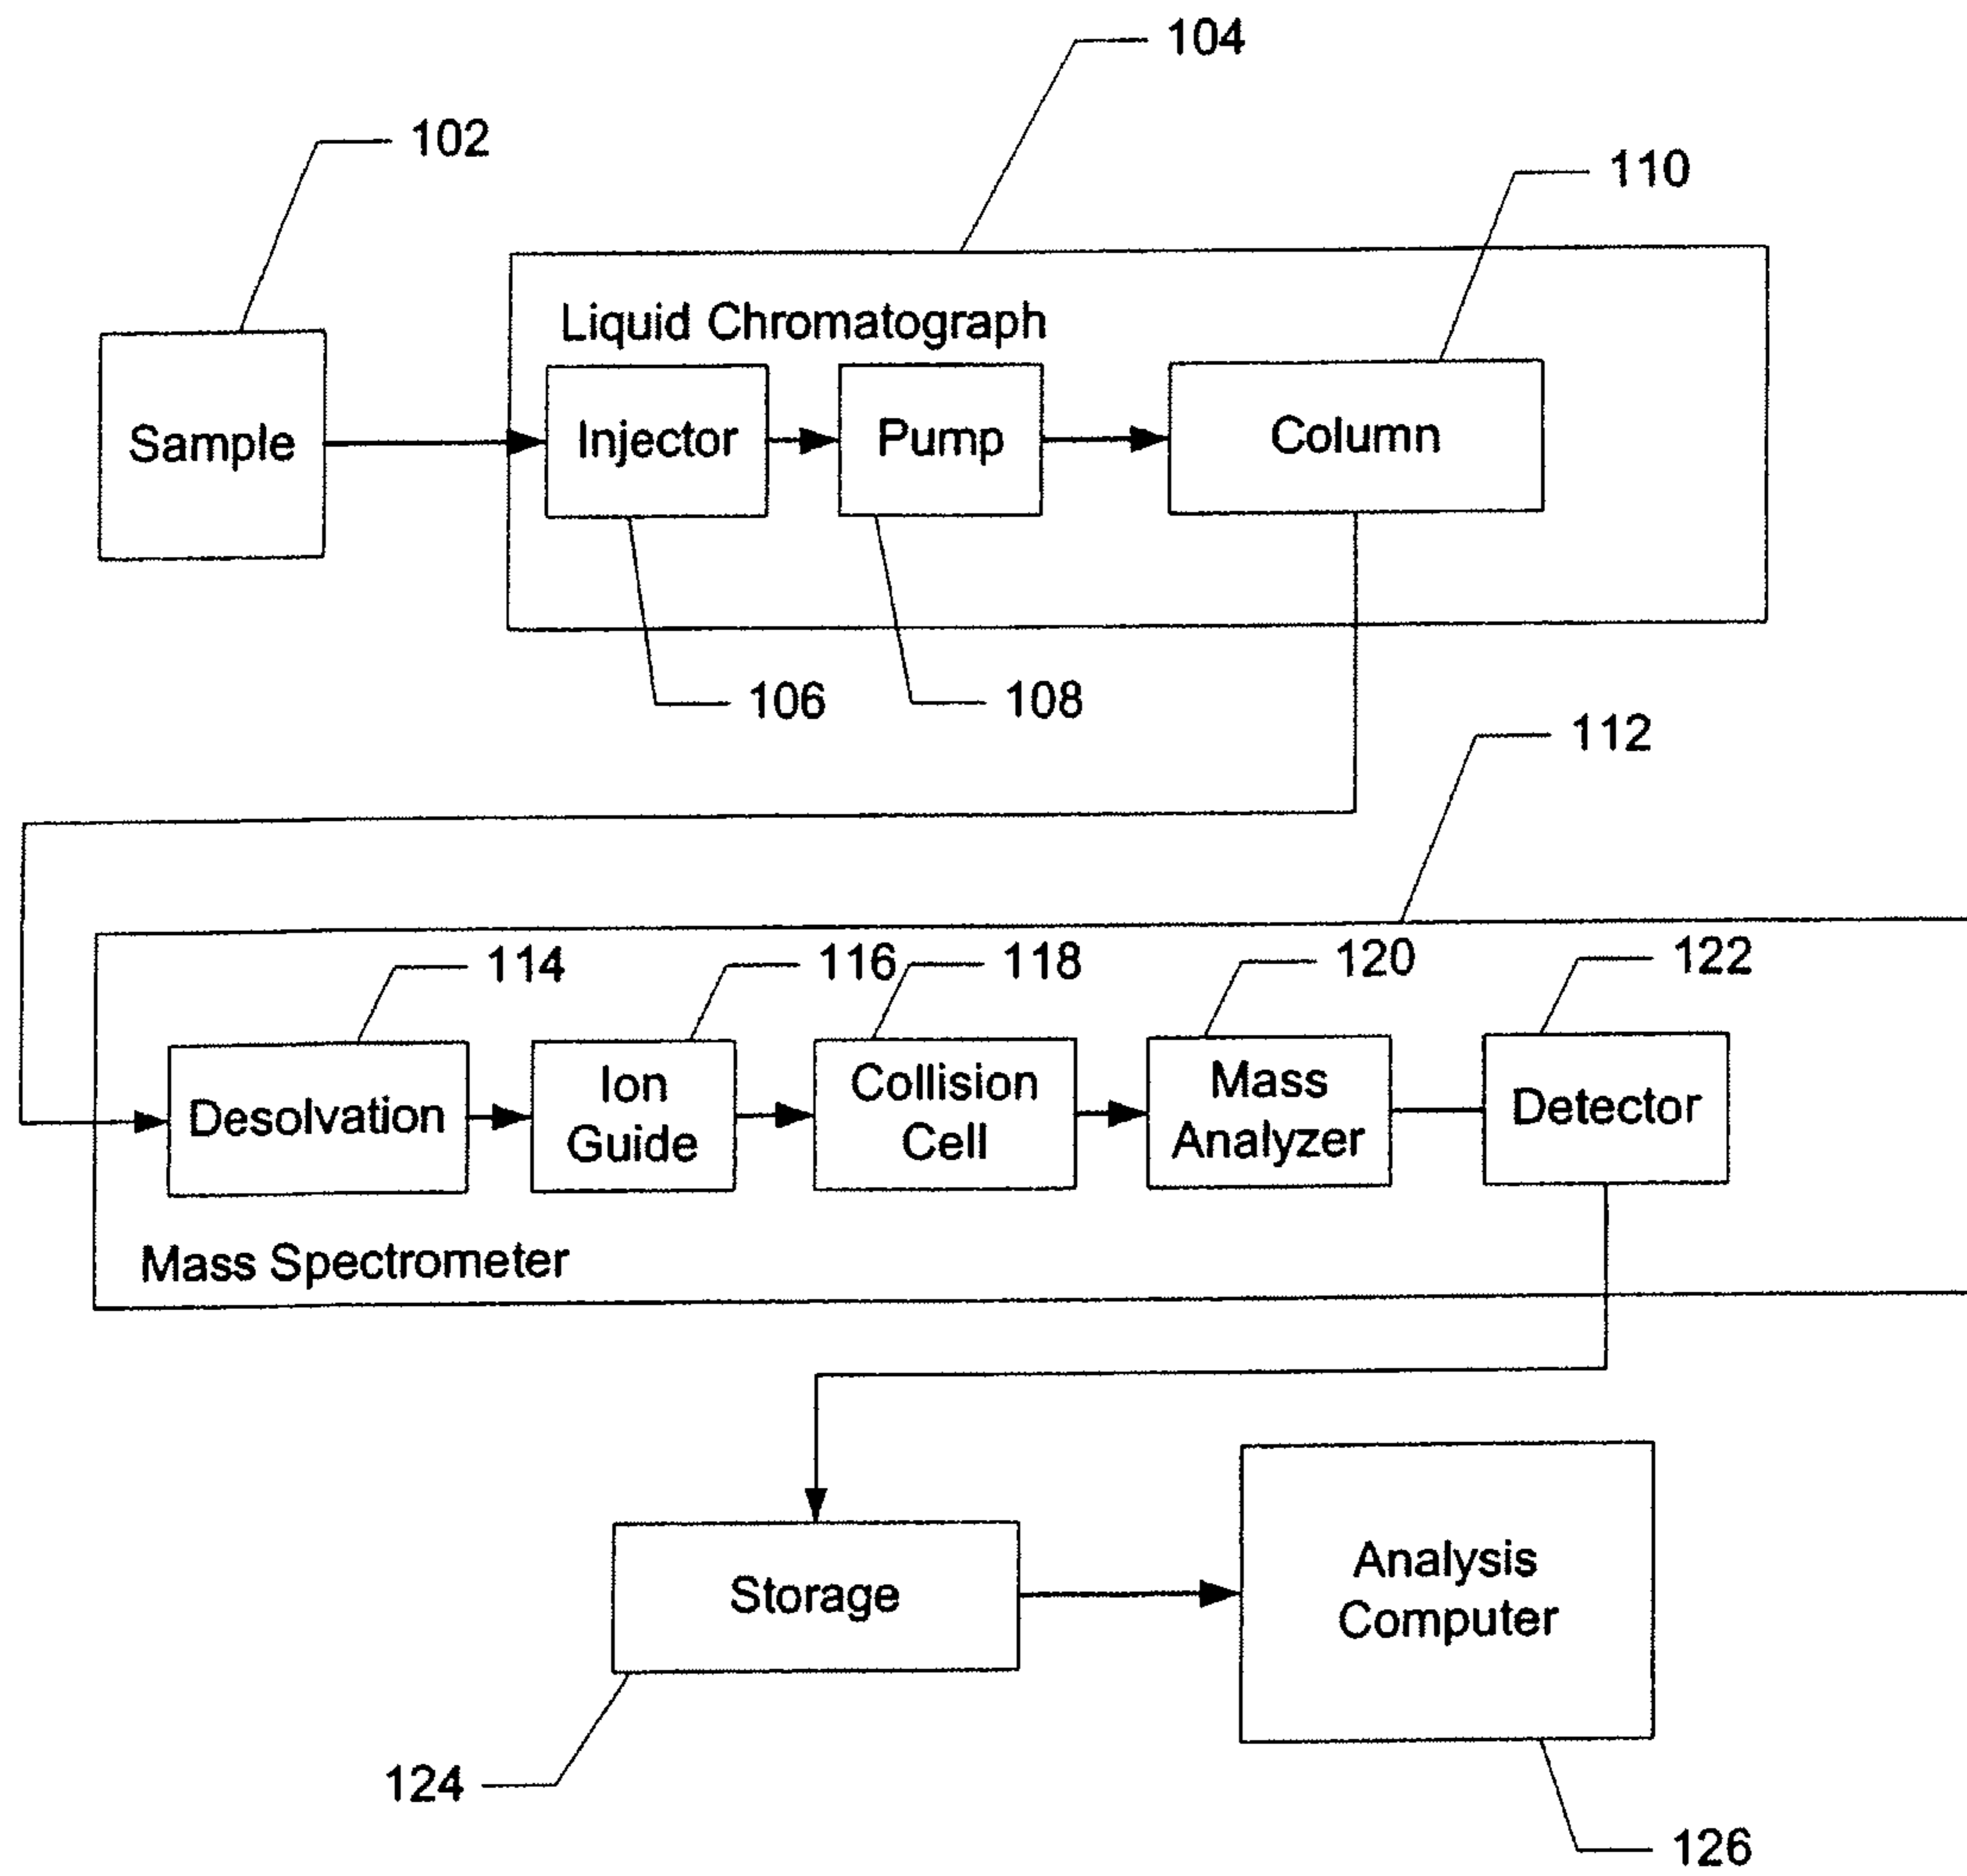 104
102
110
Liquid Chromatograph
Sample
Injector
Pump
Column
106
108
112
114
116
118
120
122
Desolvation
Ion
Guide
Collision
Cell
Mass
Analyzer
Detector
Mass Spectrometer
Storage
Analysis
Computer
124
126